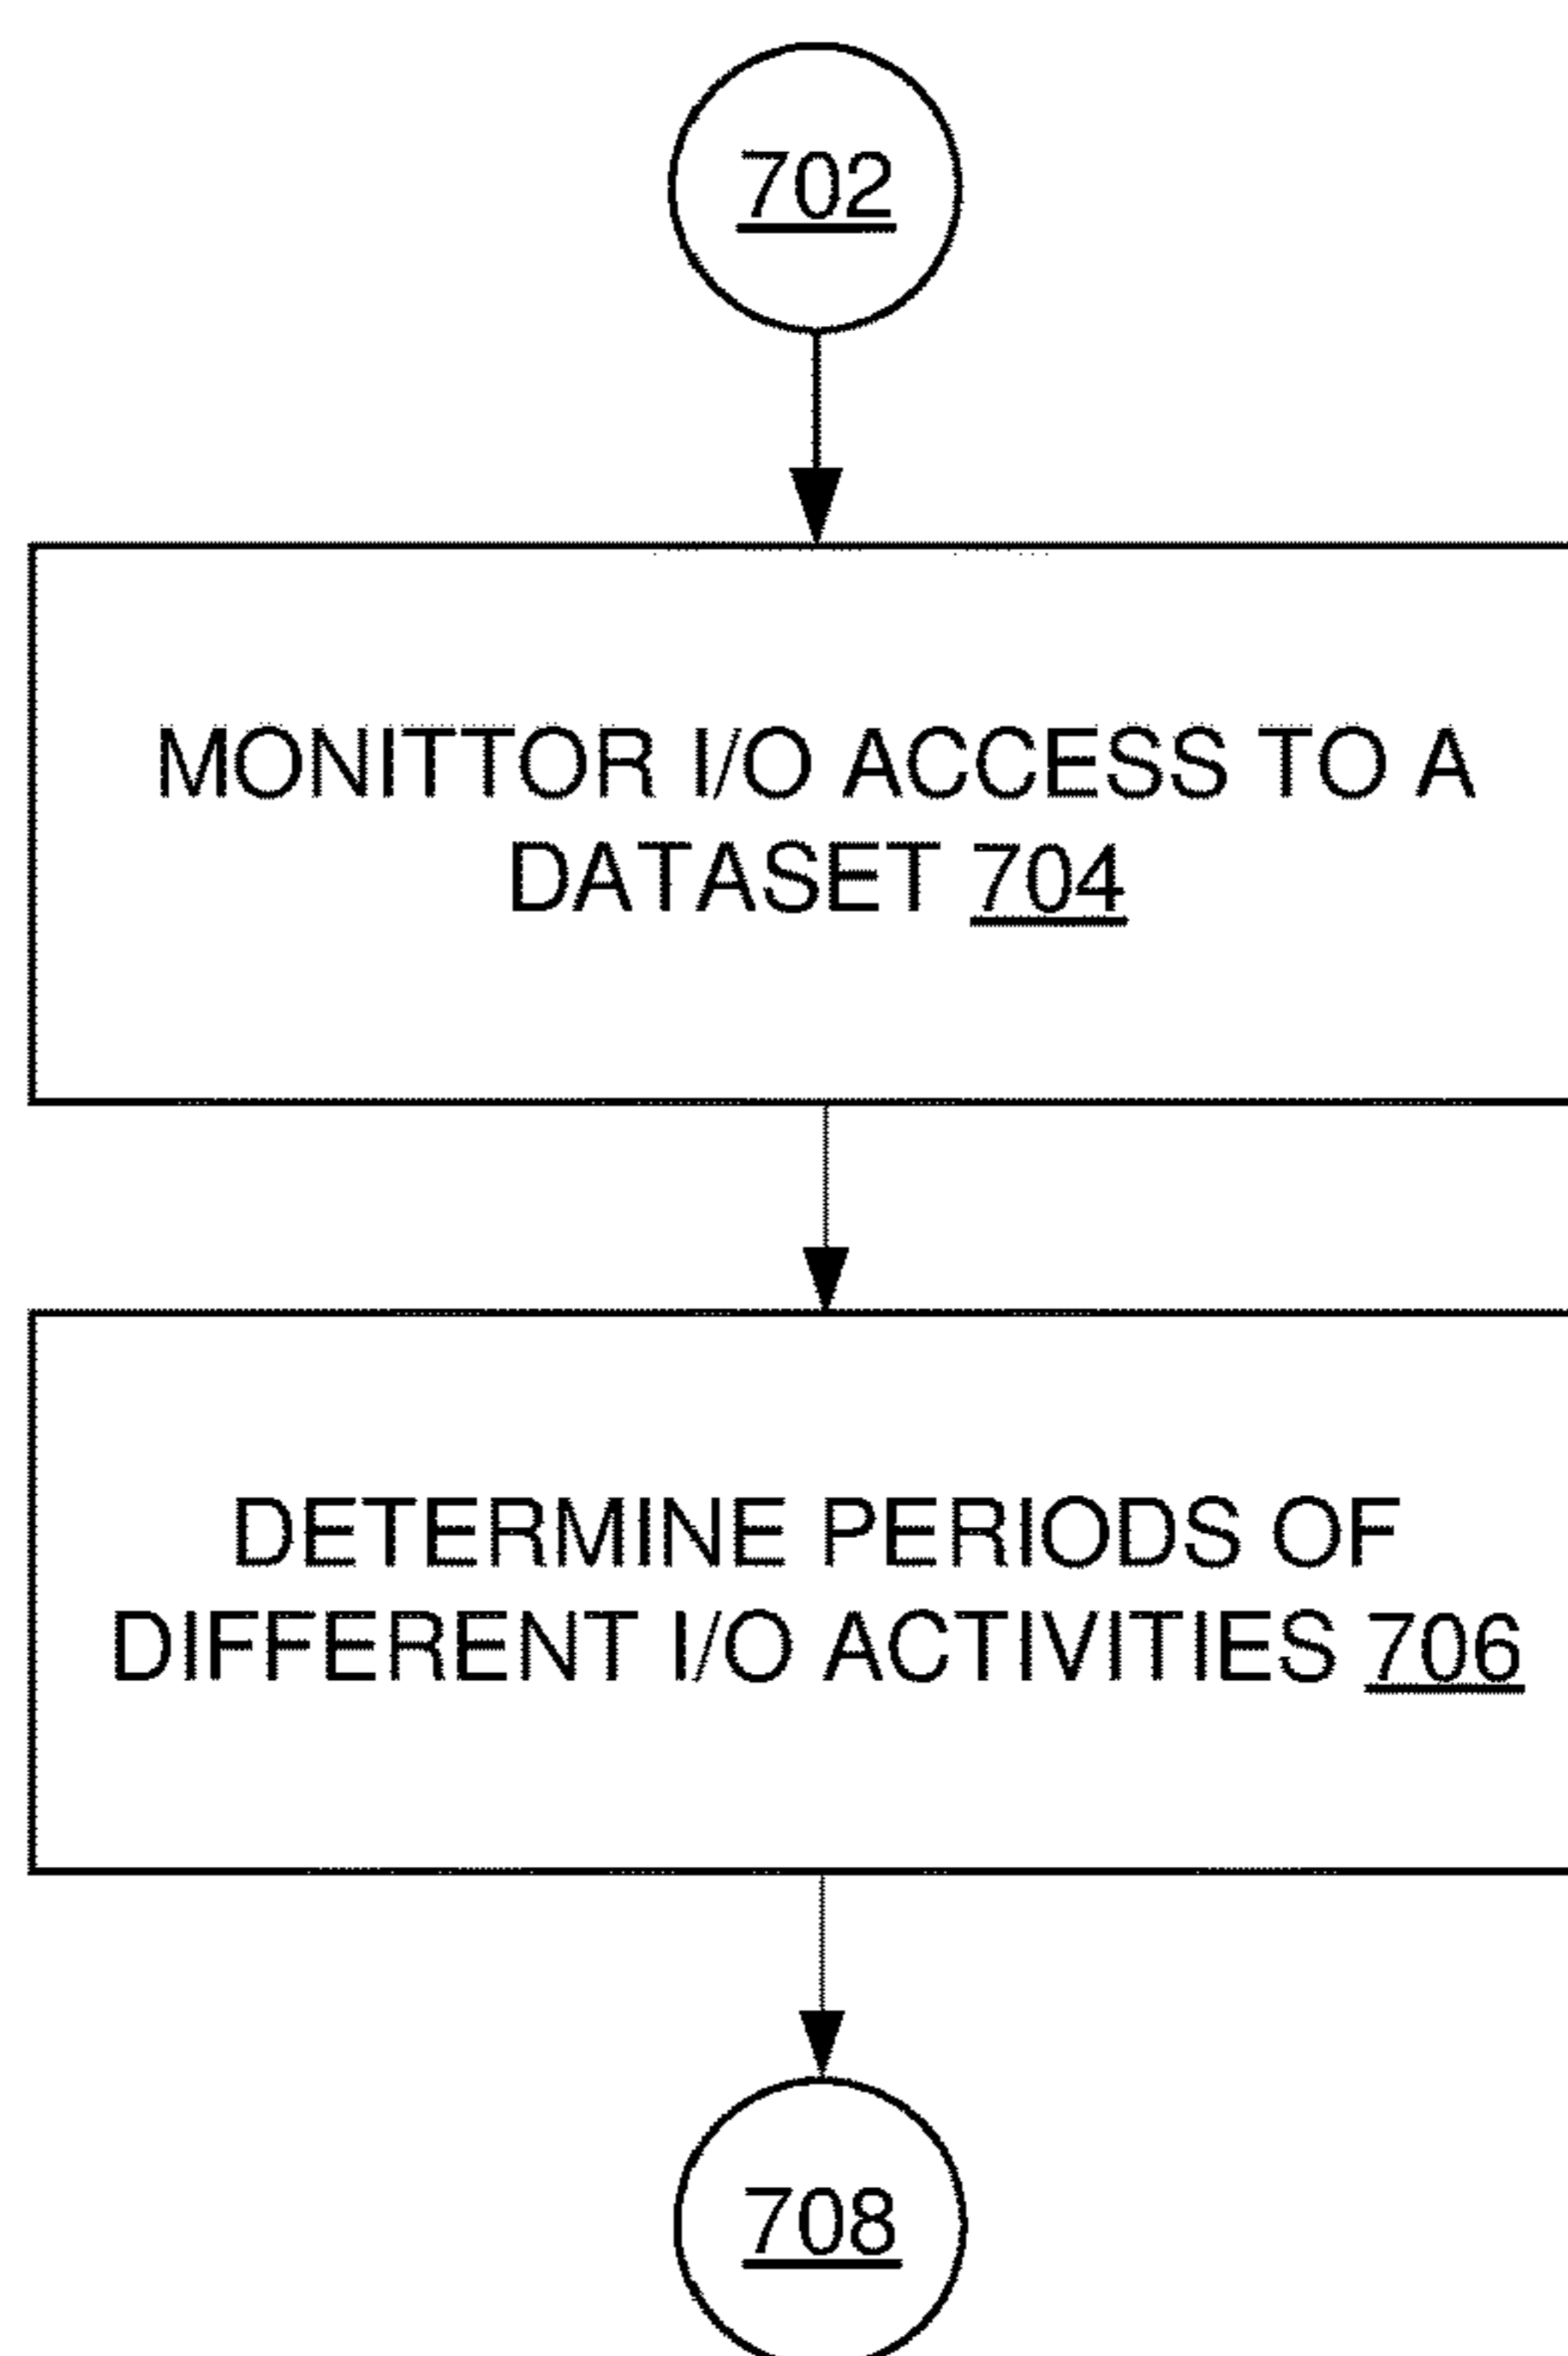 702
MONITTOR I/O ACCESS TO A
DATASET 704
DETERMINE PERIODS OF
DIFFERENT I/O ACTIVITIES 706
708